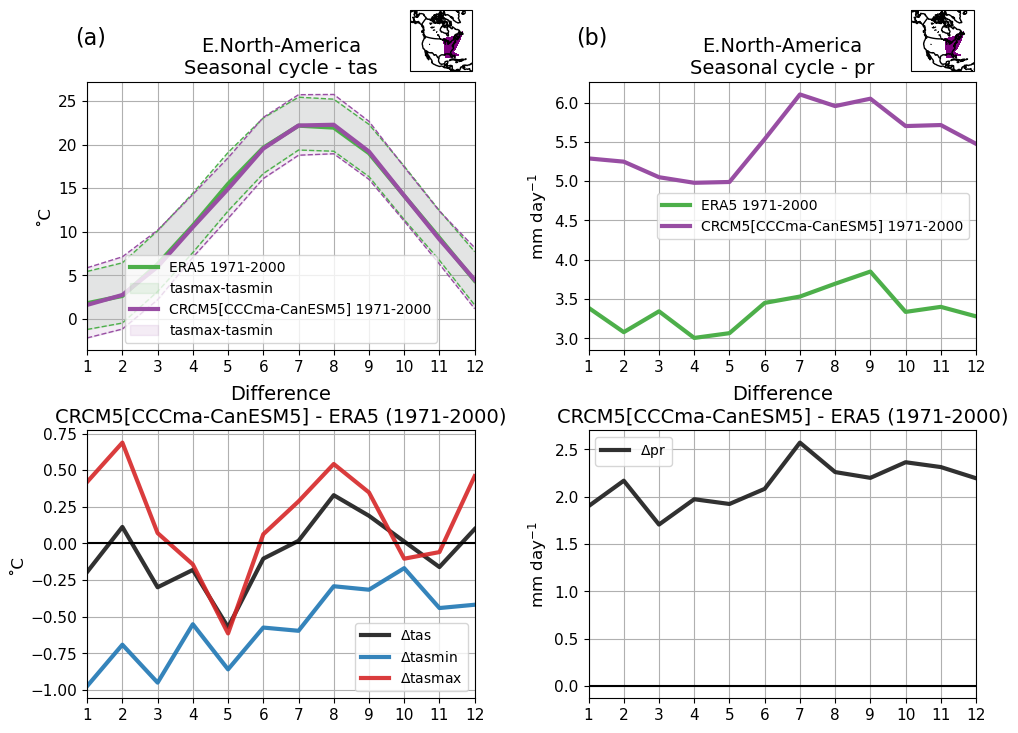 (a)
E.North-America
Seasonal cycle - tas
25
20
15
10
5
0
˚C
ERA5 1971-2000
tasmax-tasmin
CRCM5[CCCma-CanESM5] 1971-2000
tasmax-tasmin
1 2 3 4 5 6 7 8 9 10 11 12
(b)
E.North-America
Seasonal cycle - pr
6.0
5.5
5.0
4.5
4.0
3.5
3.0
mm day⁻¹
ERA5 1971-2000
CRCM5[CCCma-CanESM5] 1971-2000
1 2 3 4 5 6 7 8 9 10 11 12
Difference
CRCM5[CCCma-CanESM5] - ERA5 (1971-2000)
0.75
0.50
0.25
0.00
−0.25
−0.50
−0.75
−1.00
˚C
Δtas
Δtasmin
Δtasmax
1 2 3 4 5 6 7 8 9 10 11 12
Difference
CRCM5[CCCma-CanESM5] - ERA5 (1971-2000)
2.5
2.0
1.5
1.0
0.5
0.0
mm day⁻¹
Δpr
1 2 3 4 5 6 7 8 9 10 11 12